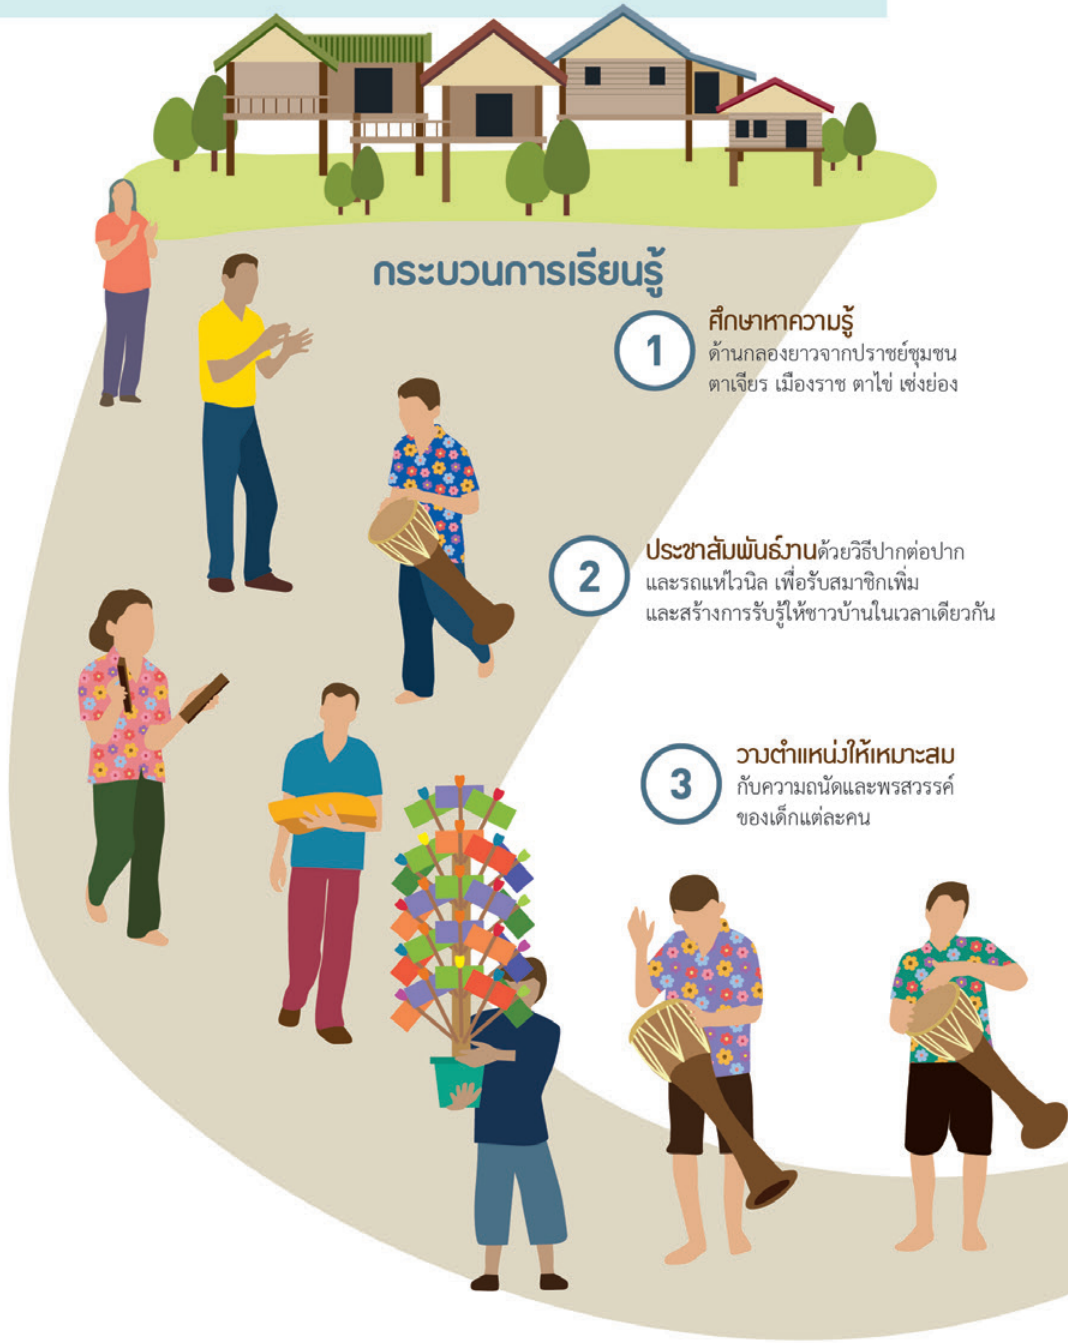 กระบวนการเรียนรู้
1
ศึกษาหาความรู้
ด้านกลองยาวจากปราชย์ชุมชน
ตาเจียร เมืองราช ตาไข่ เซ่งย่อง
2
ประชาสัมพันธ์งานด้วยวิธีปากต่อปาก
และรถแห่ไวนิล เพื่อรับสมาชิกเพิ่ม
และสร้างการรับรู้ให้ชาวบ้านในเวลาเดียวกัน
3
วางตำแหน่งให้เหมาะสม
กับความถนัดและพรสวรรค์
ของเด็กแต่ละคน